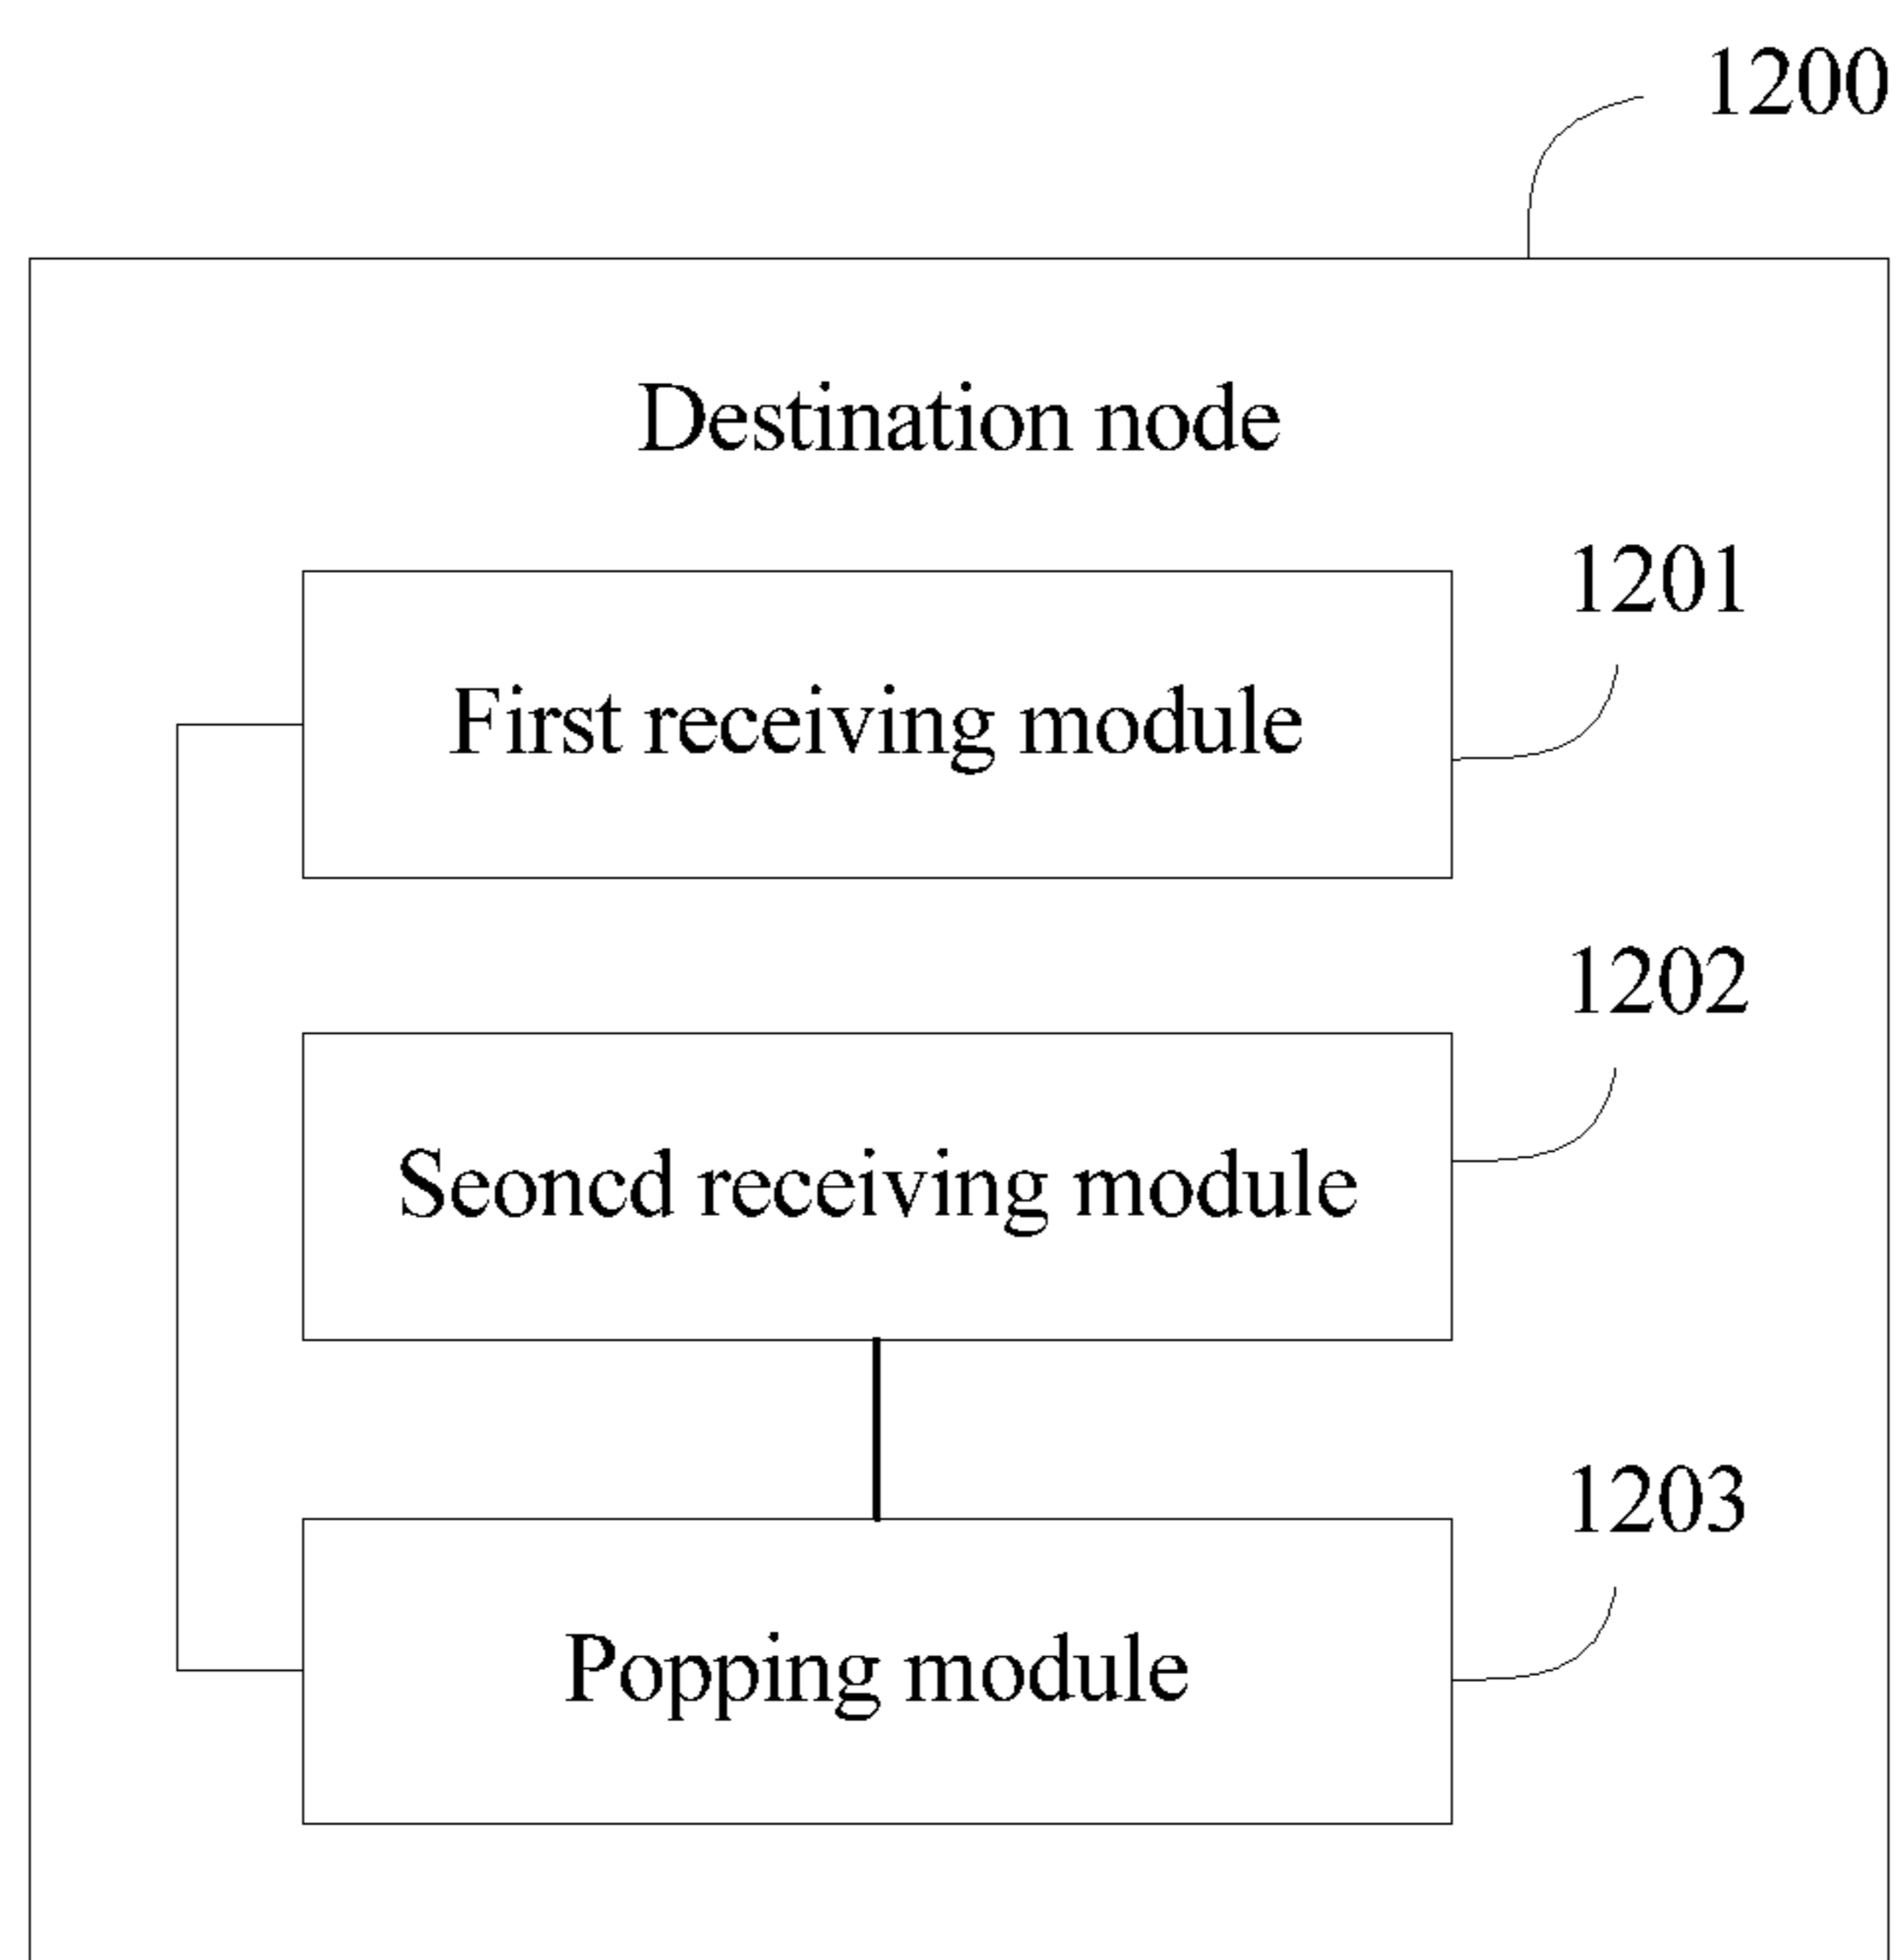 1200
Destination node
1201
First receiving module
1202
Seoncd receiving module
1203
Popping module